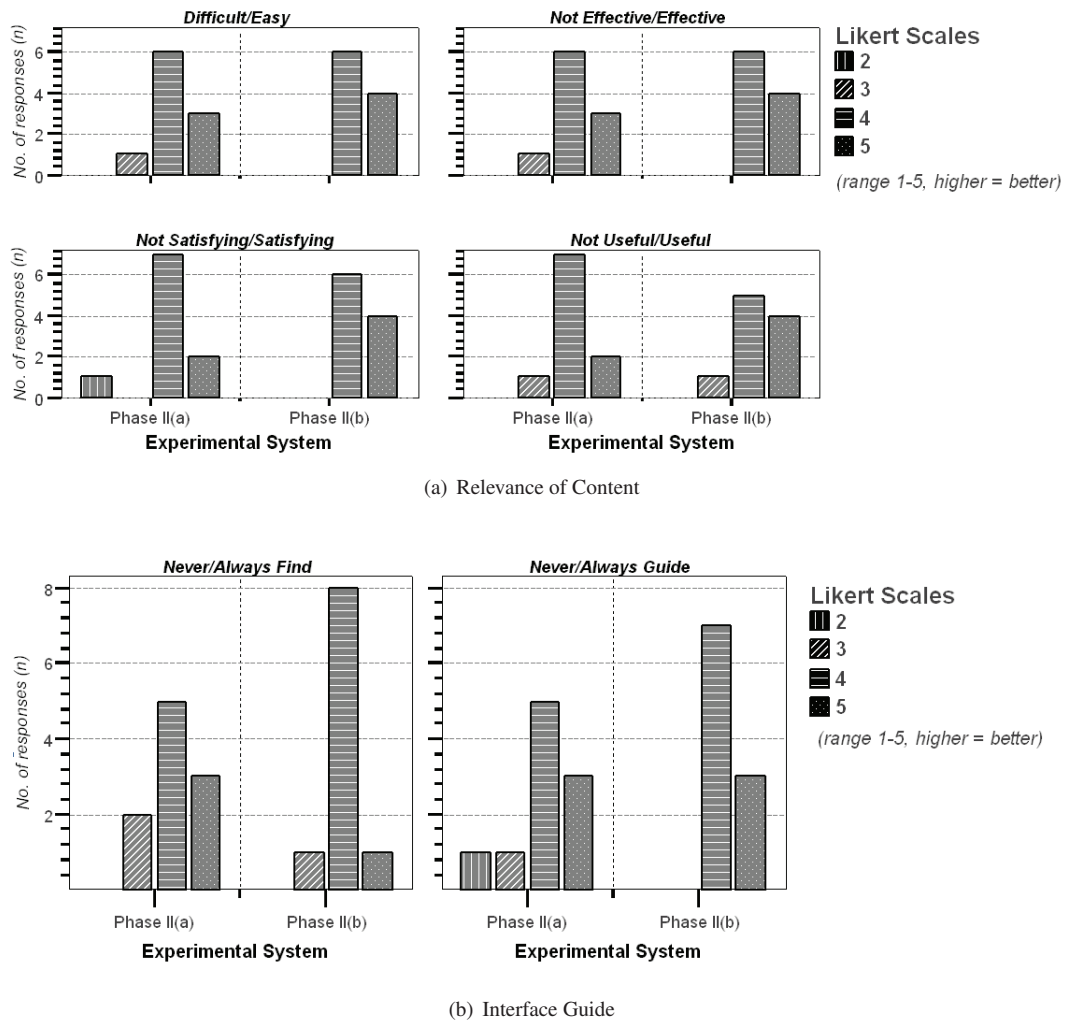 Difficult/Easy
Not Effective/Effective
No. of responses (n)
6
4
2
0
Likert Scales
2
3
4
5
(range 1-5, higher = better)
Not Satisfying/Satisfying
Not Useful/Useful
No. of responses (n)
6
4
2
0
Phase II(a)
Phase II(b)
Phase II(a)
Phase II(b)
Experimental System
Experimental System
(a) Relevance of Content
Never/Always Find
Never/Always Guide
No. of responses (n)
8
6
4
2
Likert Scales
2
3
4
5
(range 1-5, higher = better)
Phase II(a)
Phase II(b)
Phase II(a)
Phase II(b)
Experimental System
Experimental System
(b) Interface Guide